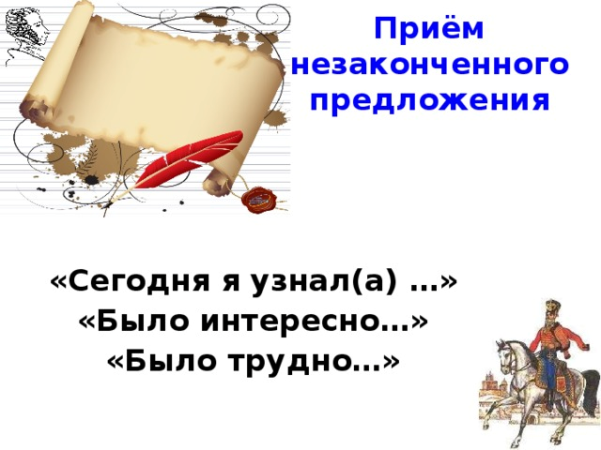 Приём
незаконченного
предложения
«Сегодня я узнал(а) …»
«Было интересно…»
«Было трудно…»